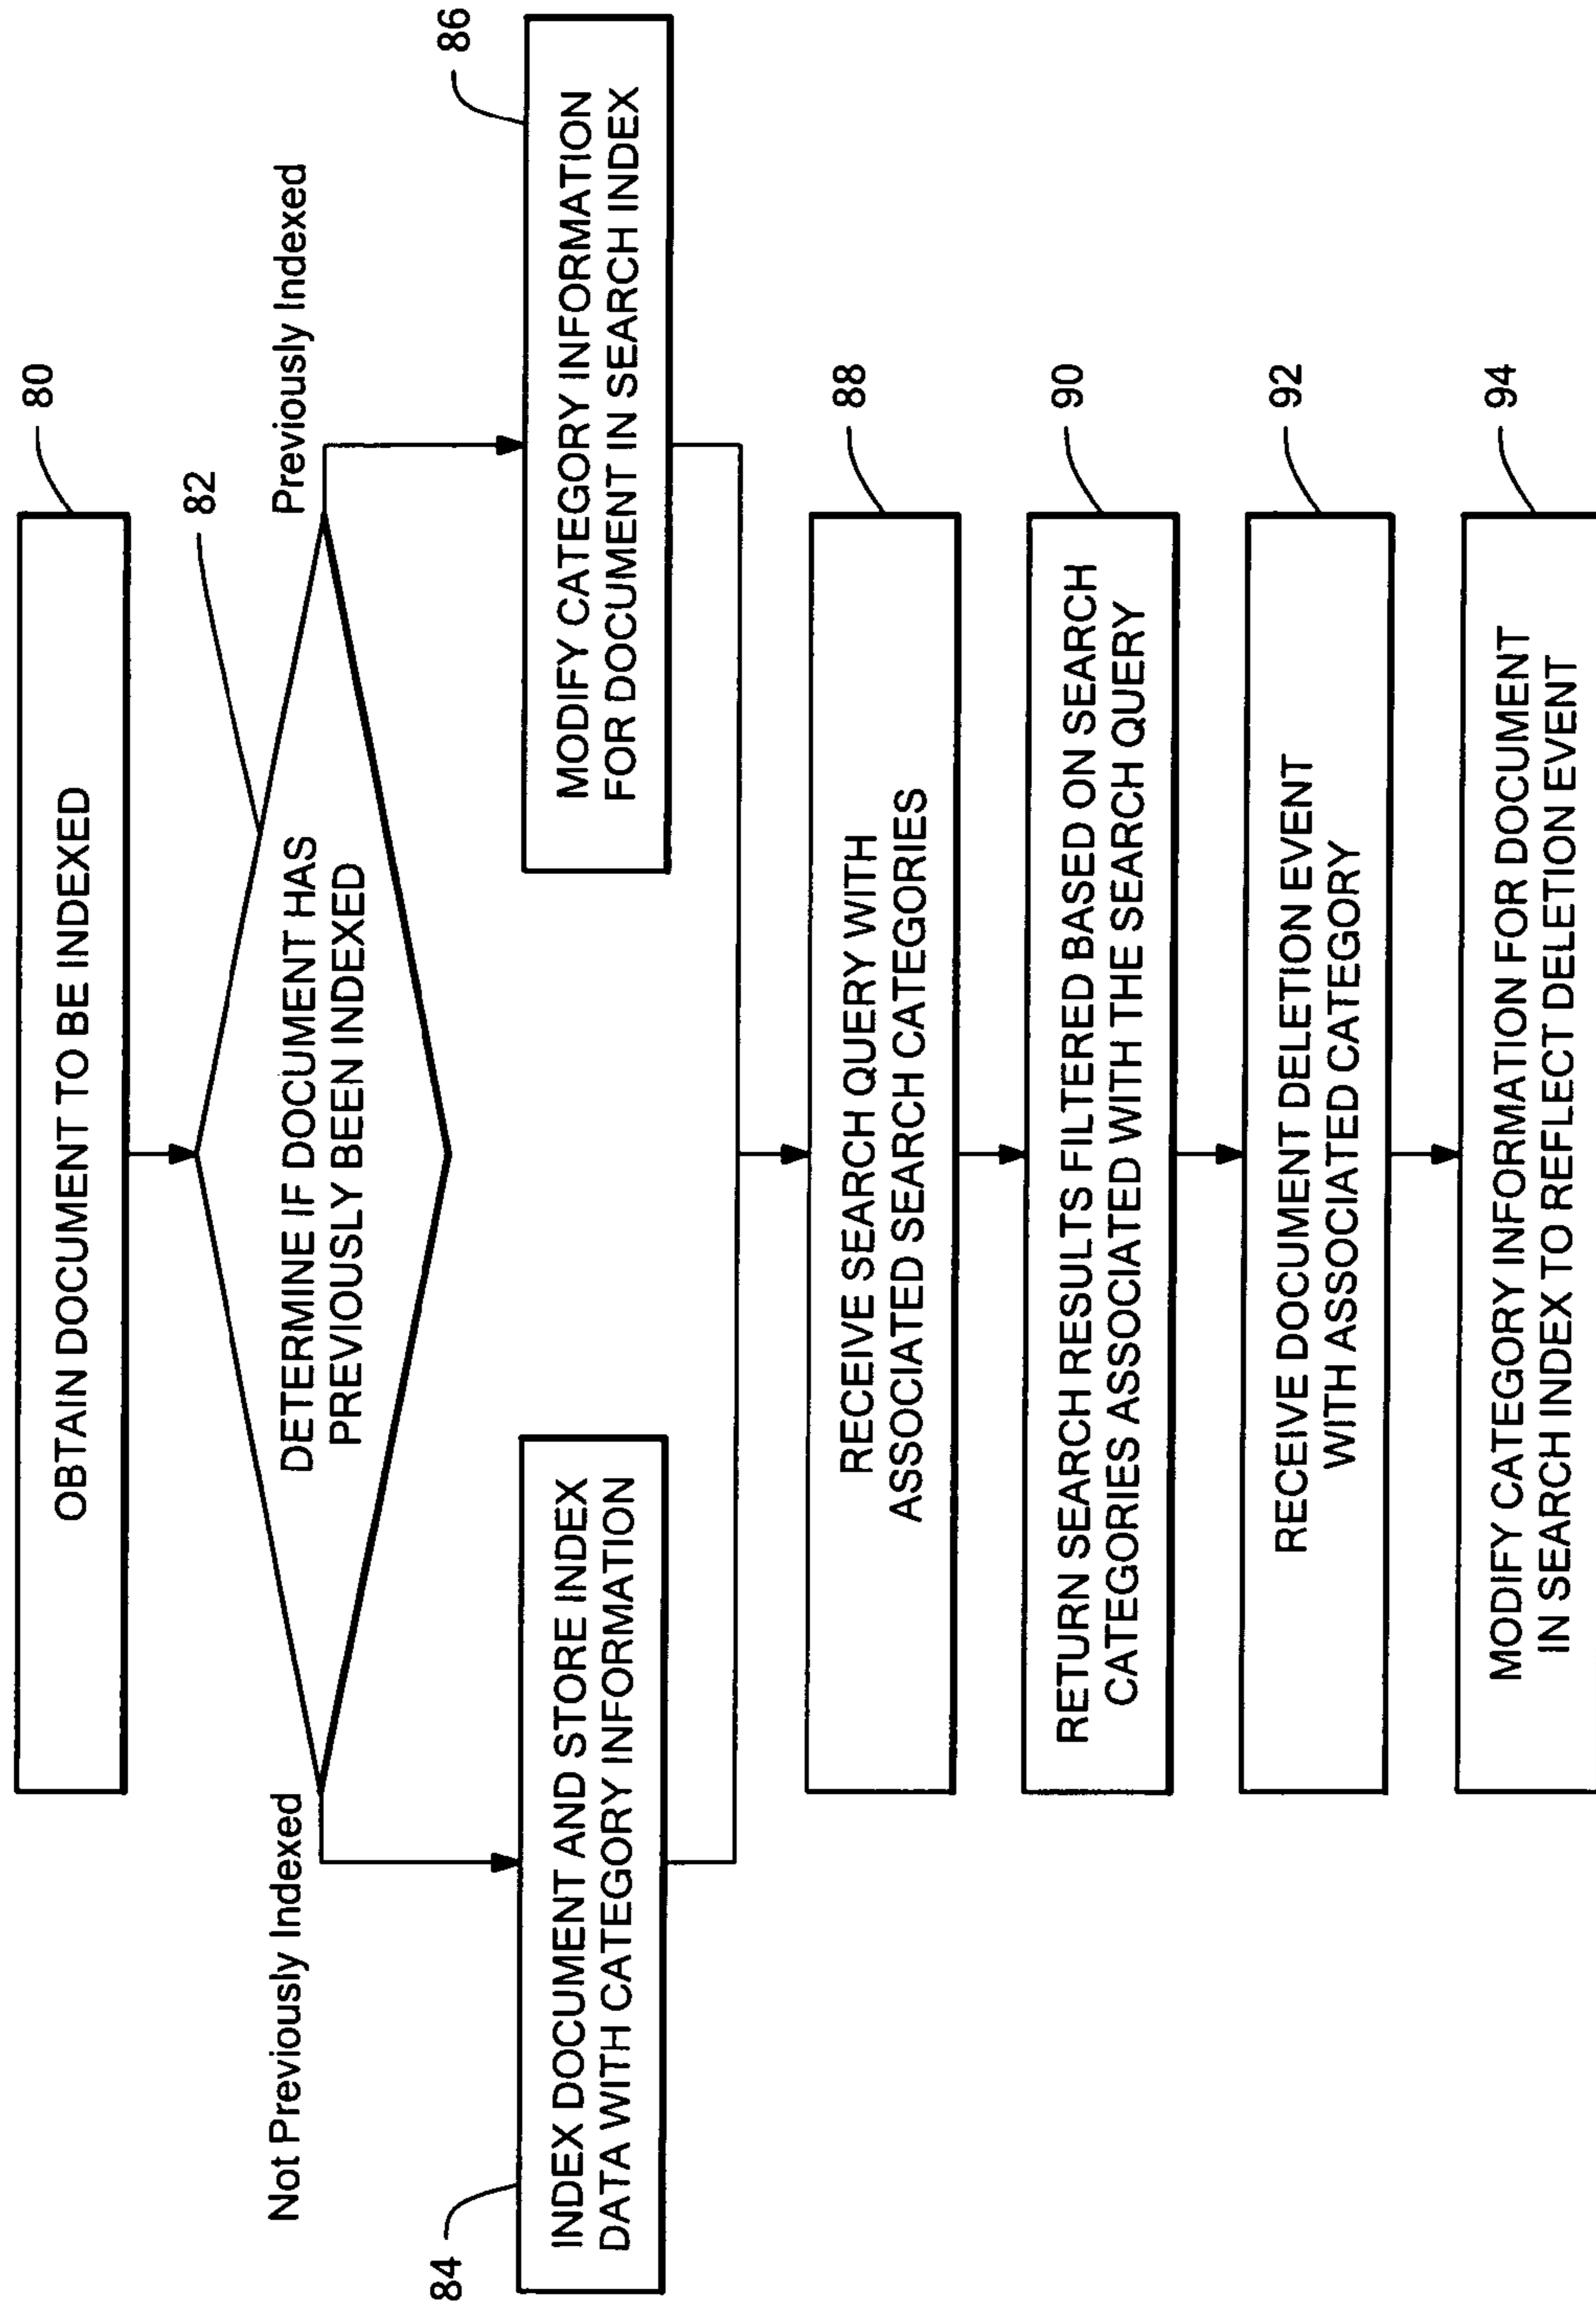 80
OBTAIN DOCUMENT TO BE INDEXED
82
DETERMINE IF DOCUMENT HAS
PREVIOUSLY BEEN INDEXED
Not Previously Indexed
Previously Indexed
84
INDEX DOCUMENT AND STORE INDEX
DATA WITH CATEGORY INFORMATION
86
MODIFY CATEGORY INFORMATION
FOR DOCUMENT IN SEARCH INDEX
88
RECEIVE SEARCH QUERY WITH
ASSOCIATED SEARCH CATEGORIES
90
RETURN SEARCH RESULTS FILTERED BASED ON SEARCH
CATEGORIES ASSOCIATED WITH THE SEARCH QUERY
92
RECEIVE DOCUMENT DELETION EVENT
WITH ASSOCIATED CATEGORY
94
MODIFY CATEGORY INFORMATION FOR DOCUMENT
IN SEARCH INDEX TO REFLECT DELETION EVENT